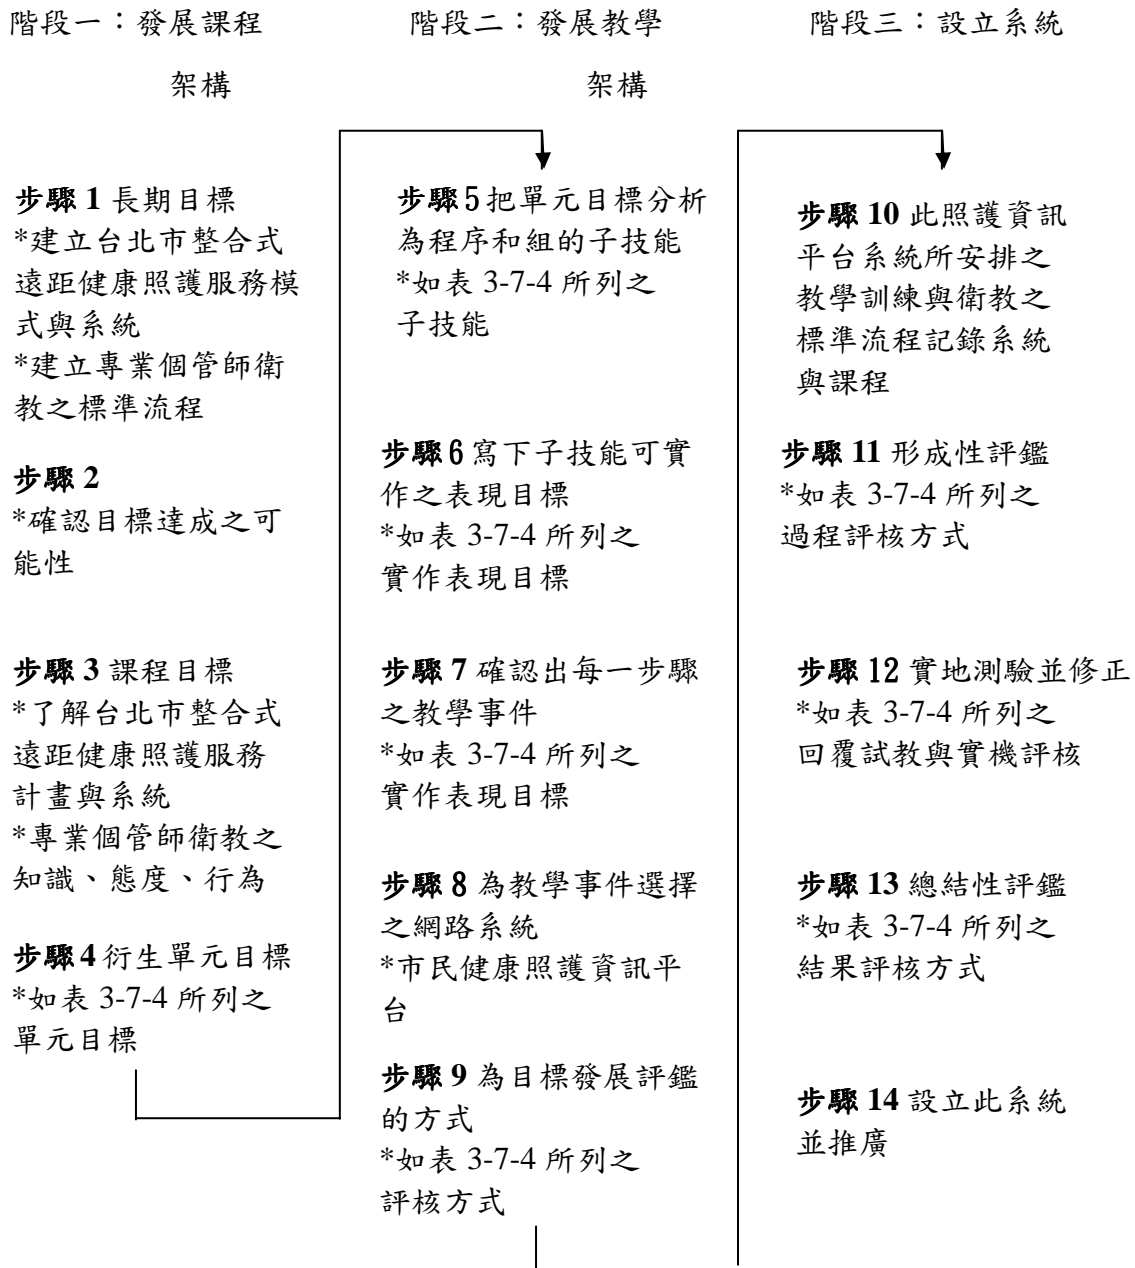 階段一：發展課程
架構
步驟 1 長期目標
*建立台北市整合式
遠距健康照護服務模
式與系統
*建立專業個管師衛
教之標準流程
步驟 2
*確認目標達成之可
能性
步驟 3 課程目標
*了解台北市整合式
遠距健康照護服務
計畫與系統
*專業個管師衛教之
知識、態度、行為
步驟 4 衍生單元目標
*如表 3-7-4 所列之
單元目標
階段二：發展教學
架構
步驟 5 把單元目標分析
為程序和組的子技能
*如表 3-7-4 所列之
子技能
步驟 6 寫下子技能可實
作之表現目標
*如表 3-7-4 所列之
實作表現目標
步驟 7 確認出每一步驟
之教學事件
*如表 3-7-4 所列之
實作表現目標
步驟 8 為教學事件選擇
之網路系統
*市民健康照護資訊平
台
步驟 9 為目標發展評鑑
的方式
*如表 3-7-4 所列之
評核方式
階段三：設立系統
步驟 10 此照護資訊
平台系統所安排之
教學訓練與衛教之
標準流程記錄系統
與課程
步驟 11 形成性評鑑
*如表 3-7-4 所列之
過程評核方式
步驟 12 實地測驗並修正
*如表 3-7-4 所列之
回覆試教與實機評核
步驟 13 總結性評鑑
*如表 3-7-4 所列之
結果評核方式
步驟 14 設立此系統
並推廣